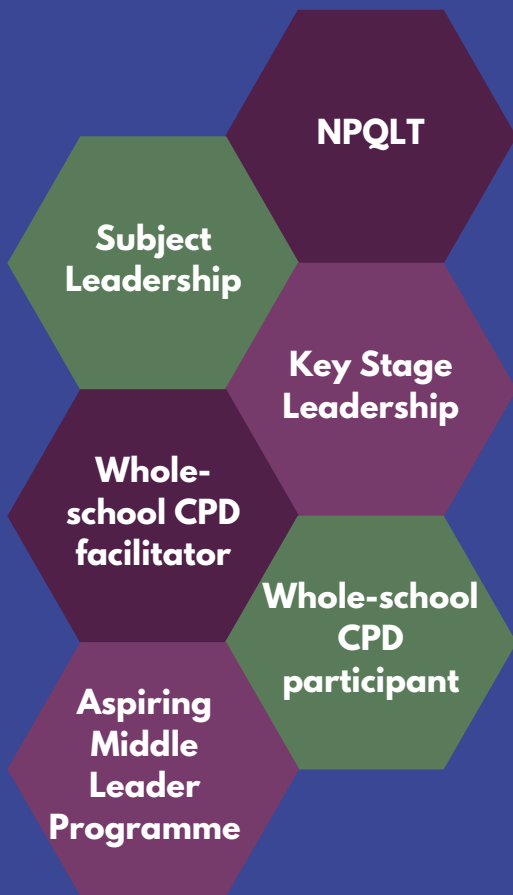 NPQLT
Subject
Leadership
Key Stage
Leadership
Whole-
school CPD
facilitator
Whole-school
CPD
participant
Aspiring
Middle
Leader
Programme